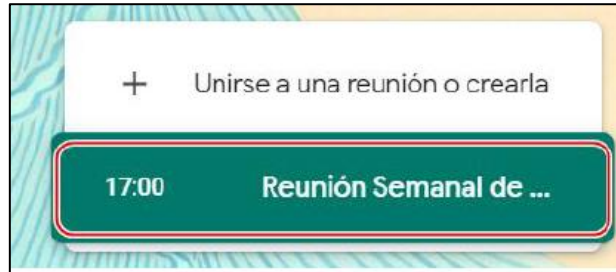 + Unirse a una reunión o crearla
17:00 Reunión Semanal de ...